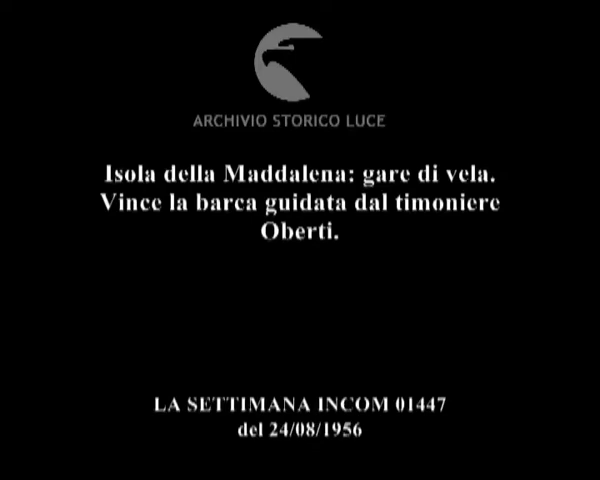 ARCHIVIO STORICO LUCE
Isola della Maddalena: gare di vela.
Vince la barca guidata dal timoniere
Oberti.
LA SETTIMANA INCOM 01447
del 24/08/1956